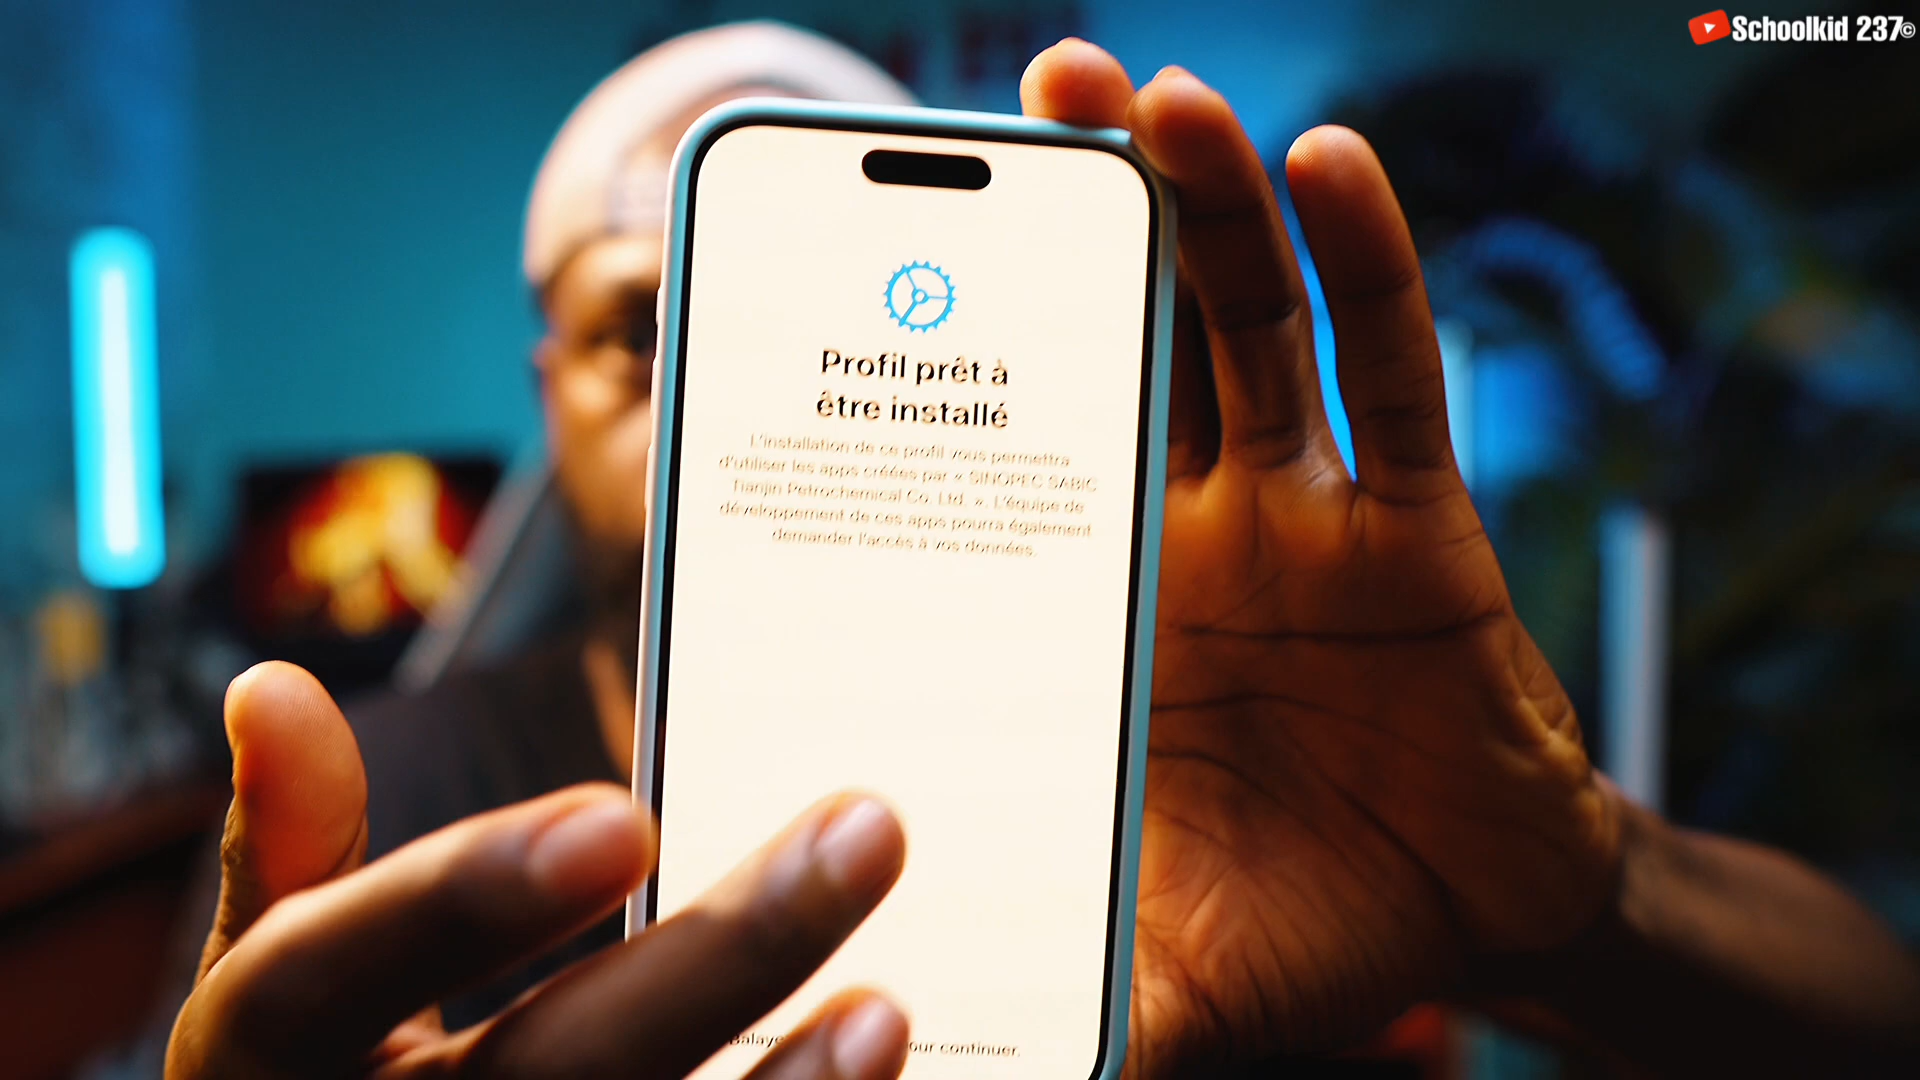 Schoolkid 237©
Profil prêt à
être installé
L'installation de ce profil vous permettra
d'utiliser les apps créées par « SINOPEC SABIC
Tianjin Petrochemical Co. Ltd. ». L'équipe de
développement de ces apps pourra également
demander l'accès à vos données.
Balaye our continuer.